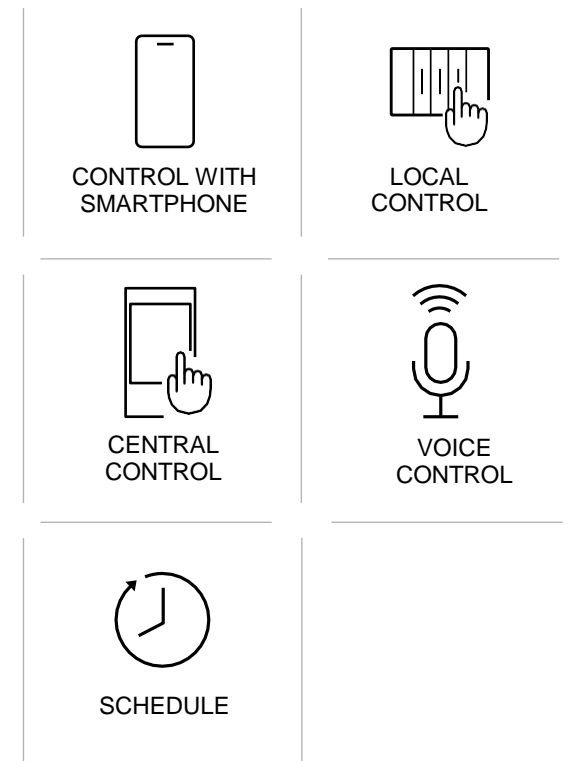 CONTROL WITH
SMARTPHONE
LOCAL
CONTROL
CENTRAL
CONTROL
VOICE
CONTROL
SCHEDULE